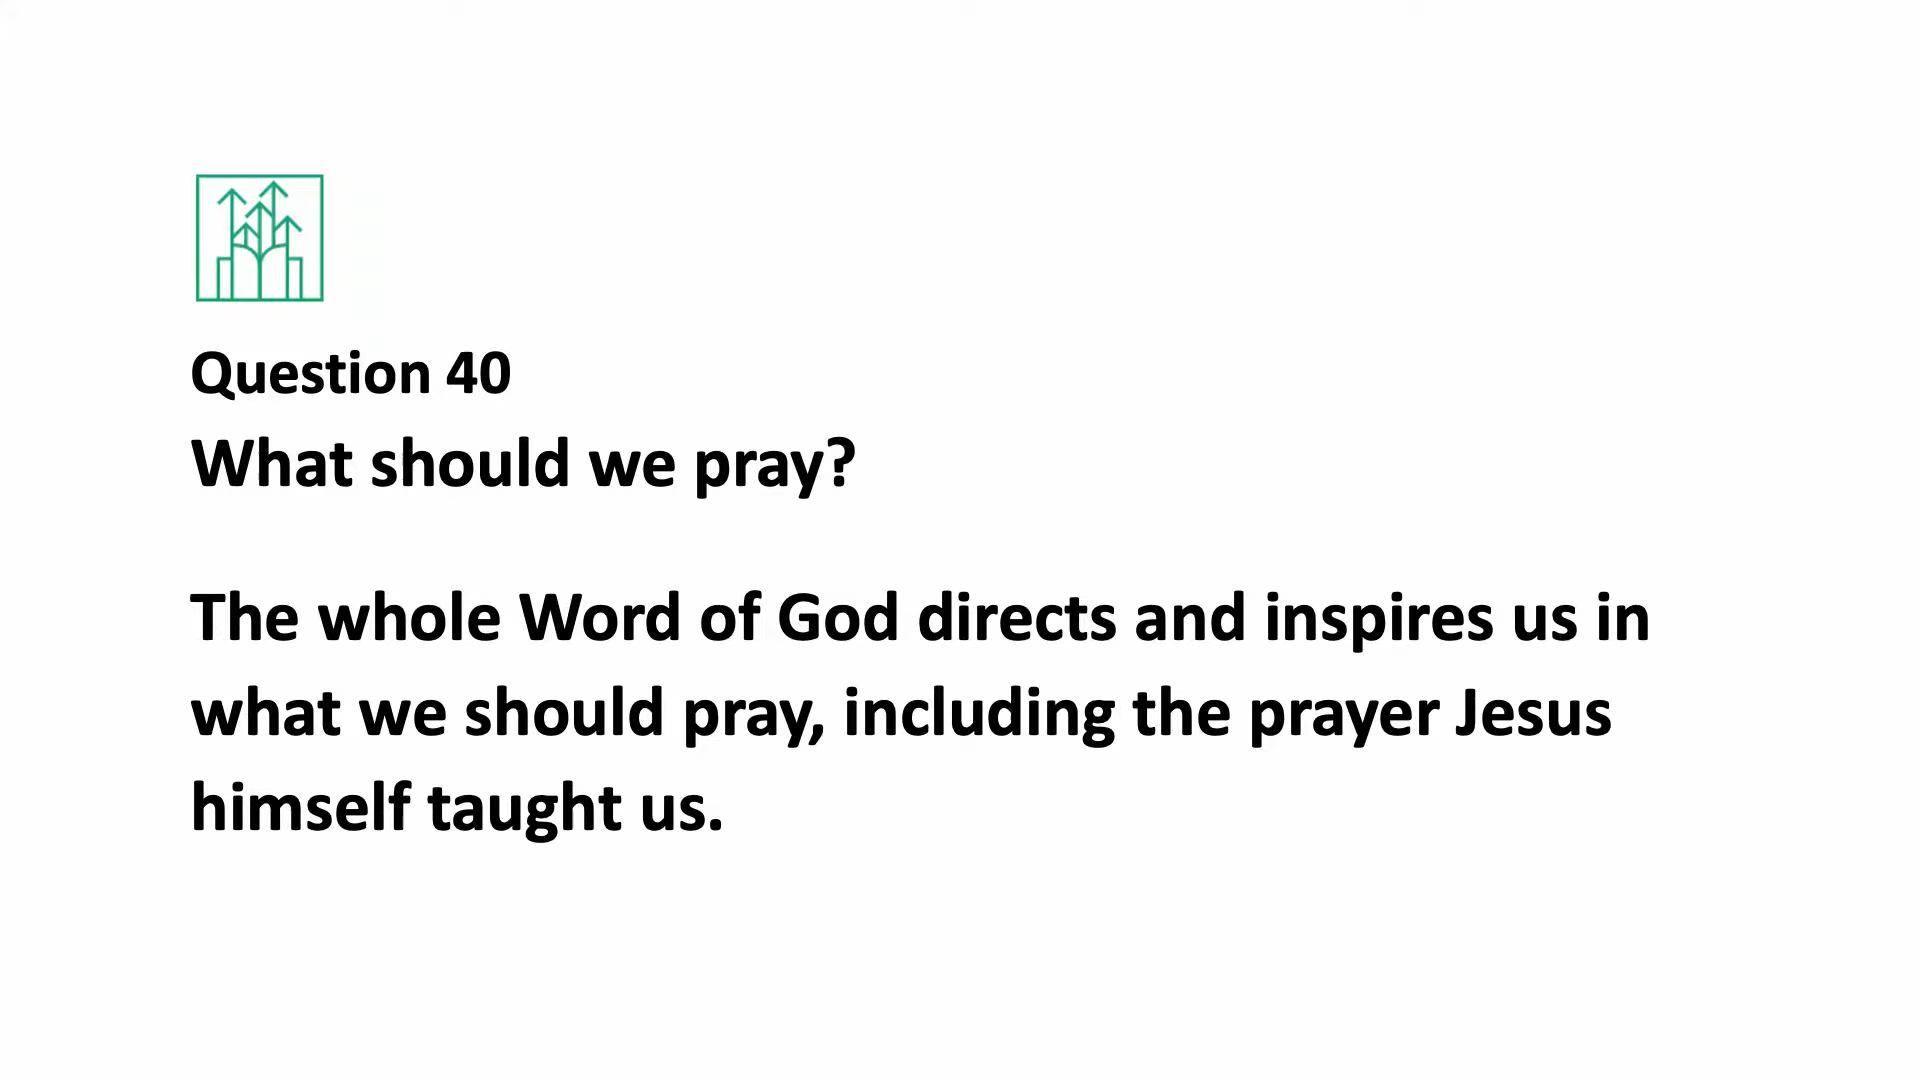 Question 40
What should we pray?
The whole Word of God directs and inspires us in
what we should pray, including the prayer Jesus
himself taught us.